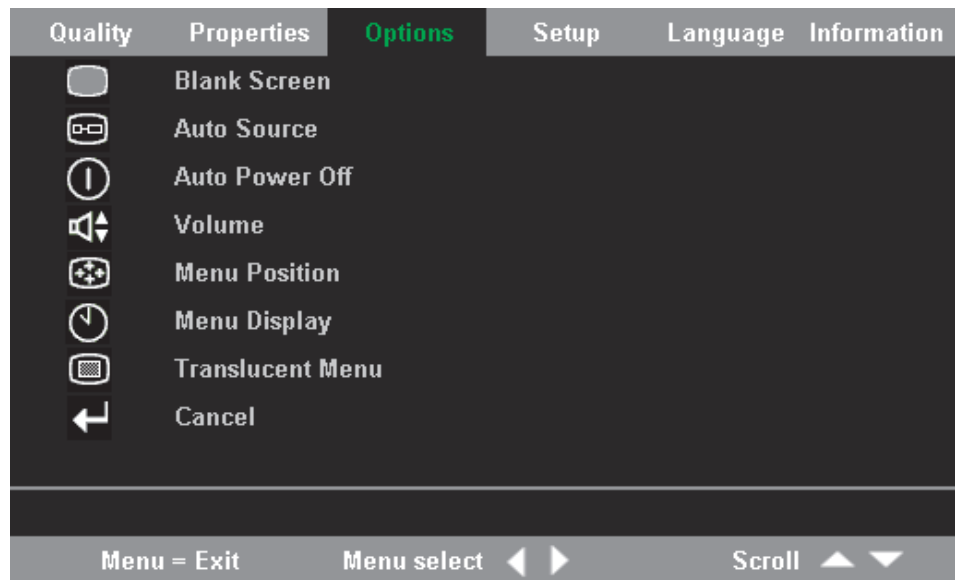 Quality Properties Options Setup Language Information
Blank Screen
Auto Source
Auto Power Off
Volume
Menu Position
Menu Display
Translucent Menu
Cancel
Menu = Exit Menu select Scroll